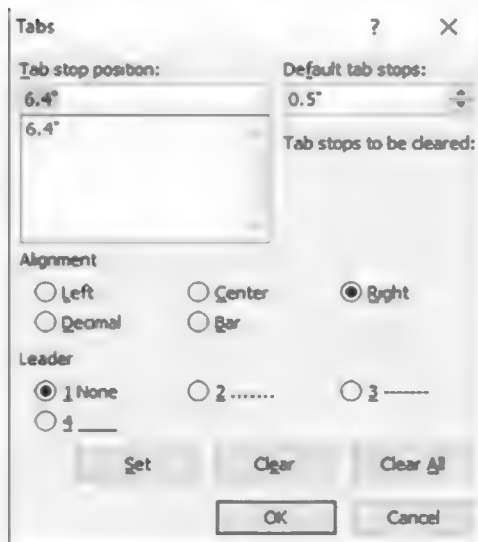 Tabs ? ×
Tab stop position: Default tab stops:
6.4" 0.5"
6.4"
Tab stops to be cleared:
Alignment
Left Center Right
Decimal Bar
Leader
1 None 2 ....... 3 -------
4 ____
Set Clear Clear All
OK Cancel